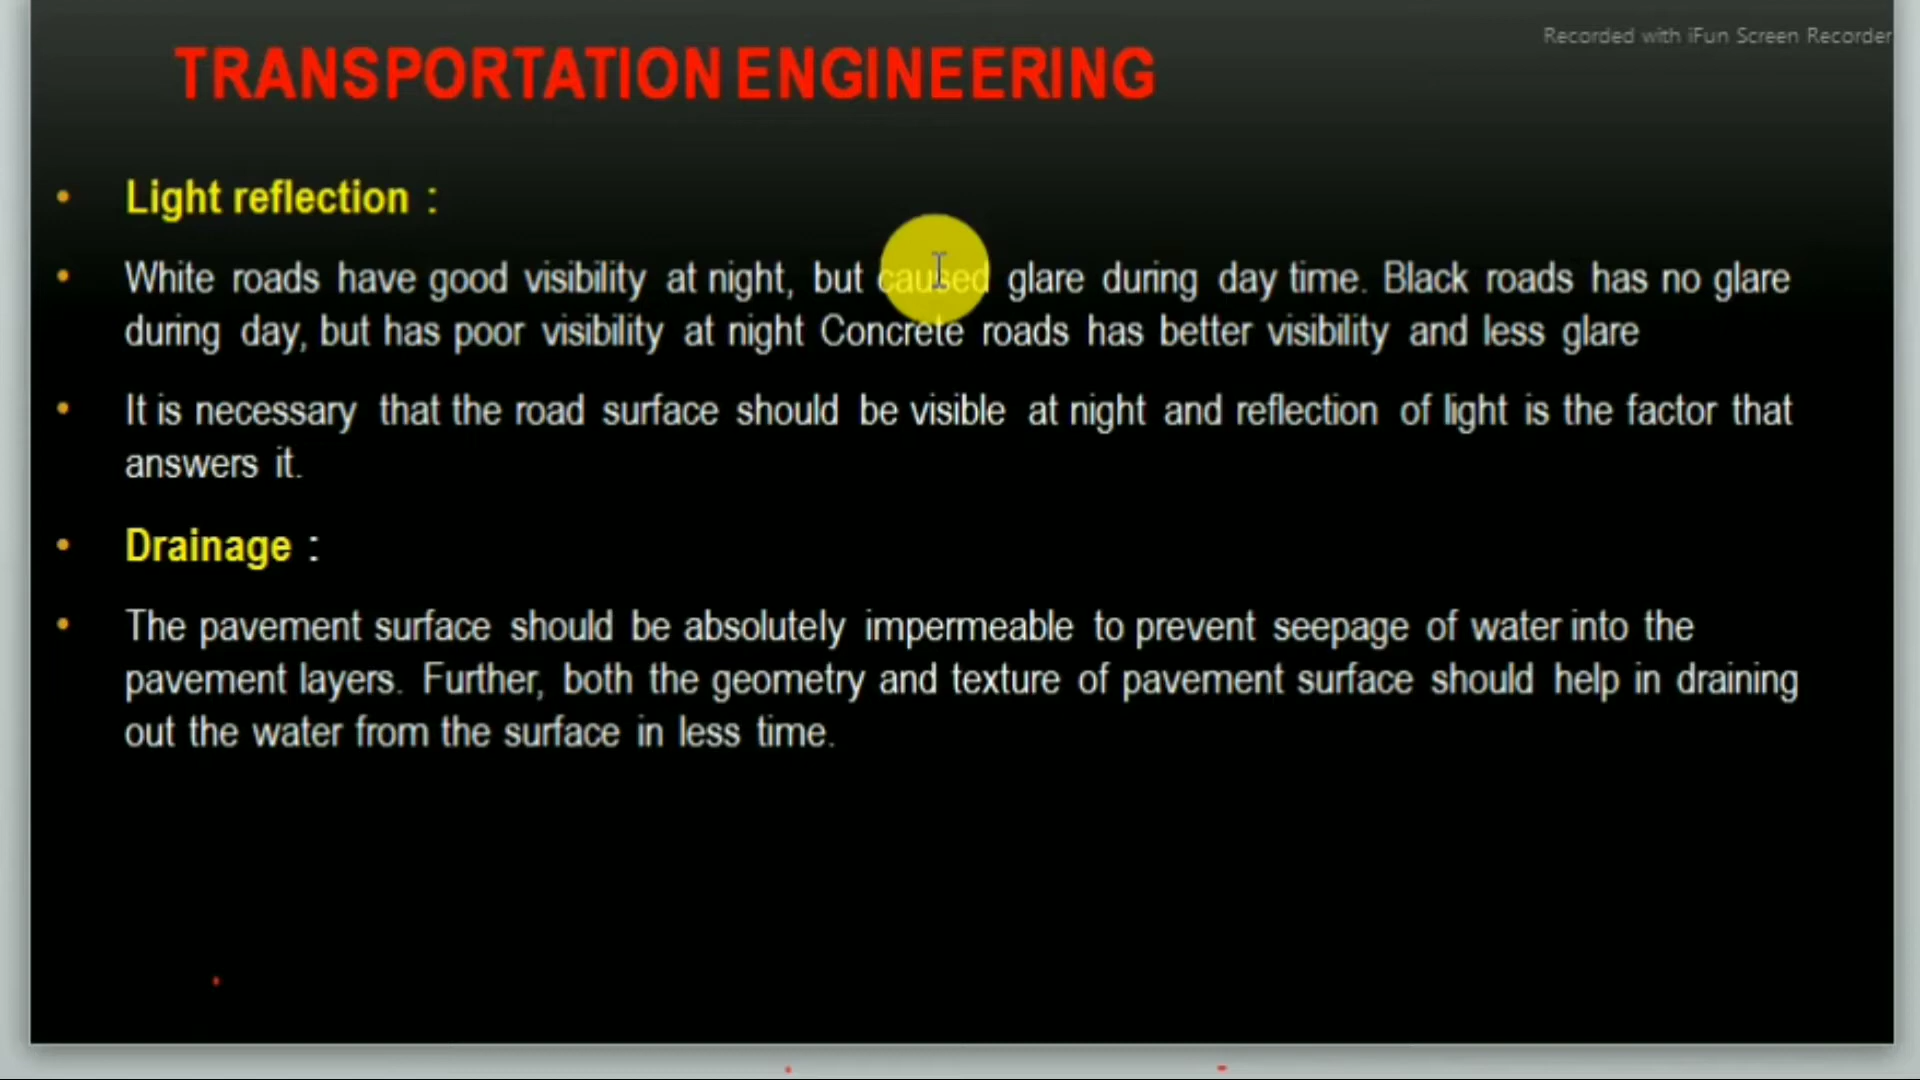 Recorded with iFun Screen Recorder
TRANSPORTATION ENGINEERING
• Light reflection :
• White roads have good visibility at night, but caused glare during day time. Black roads has no glare
during day, but has poor visibility at night Concrete roads has better visibility and less glare
• It is necessary that the road surface should be visible at night and reflection of light is the factor that
answers it.
• Drainage :
• The pavement surface should be absolutely impermeable to prevent seepage of water into the
pavement layers. Further, both the geometry and texture of pavement surface should help in draining
out the water from the surface in less time.